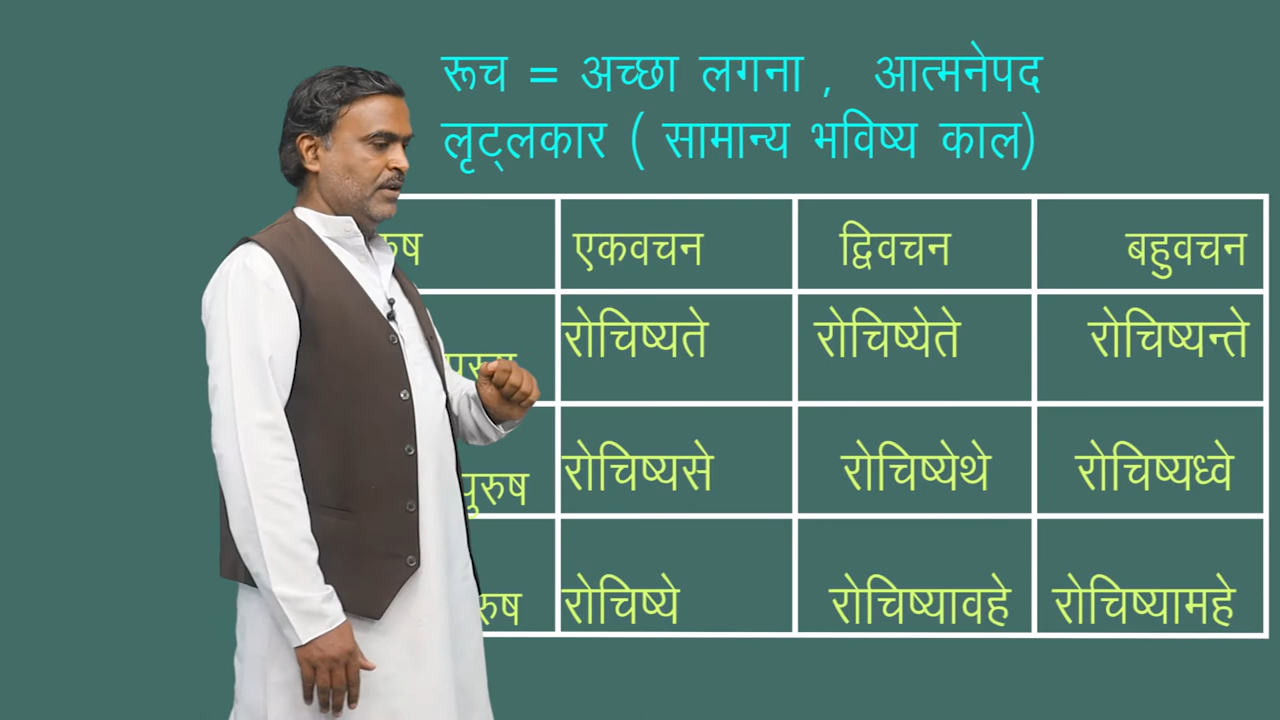 रूच = अच्छा लगना , आत्मनेपद
लृट्लकार ( सामान्य भविष्य काल)
एकवचन द्विवचन बहुवचन
रोचिष्यते रोचिष्येते रोचिष्यन्ते
रोचिष्यसे रोचिष्येथे रोचिष्यध्वे
पुरुष
रोचिष्ये रोचिष्यावहे रोचिष्यामहे